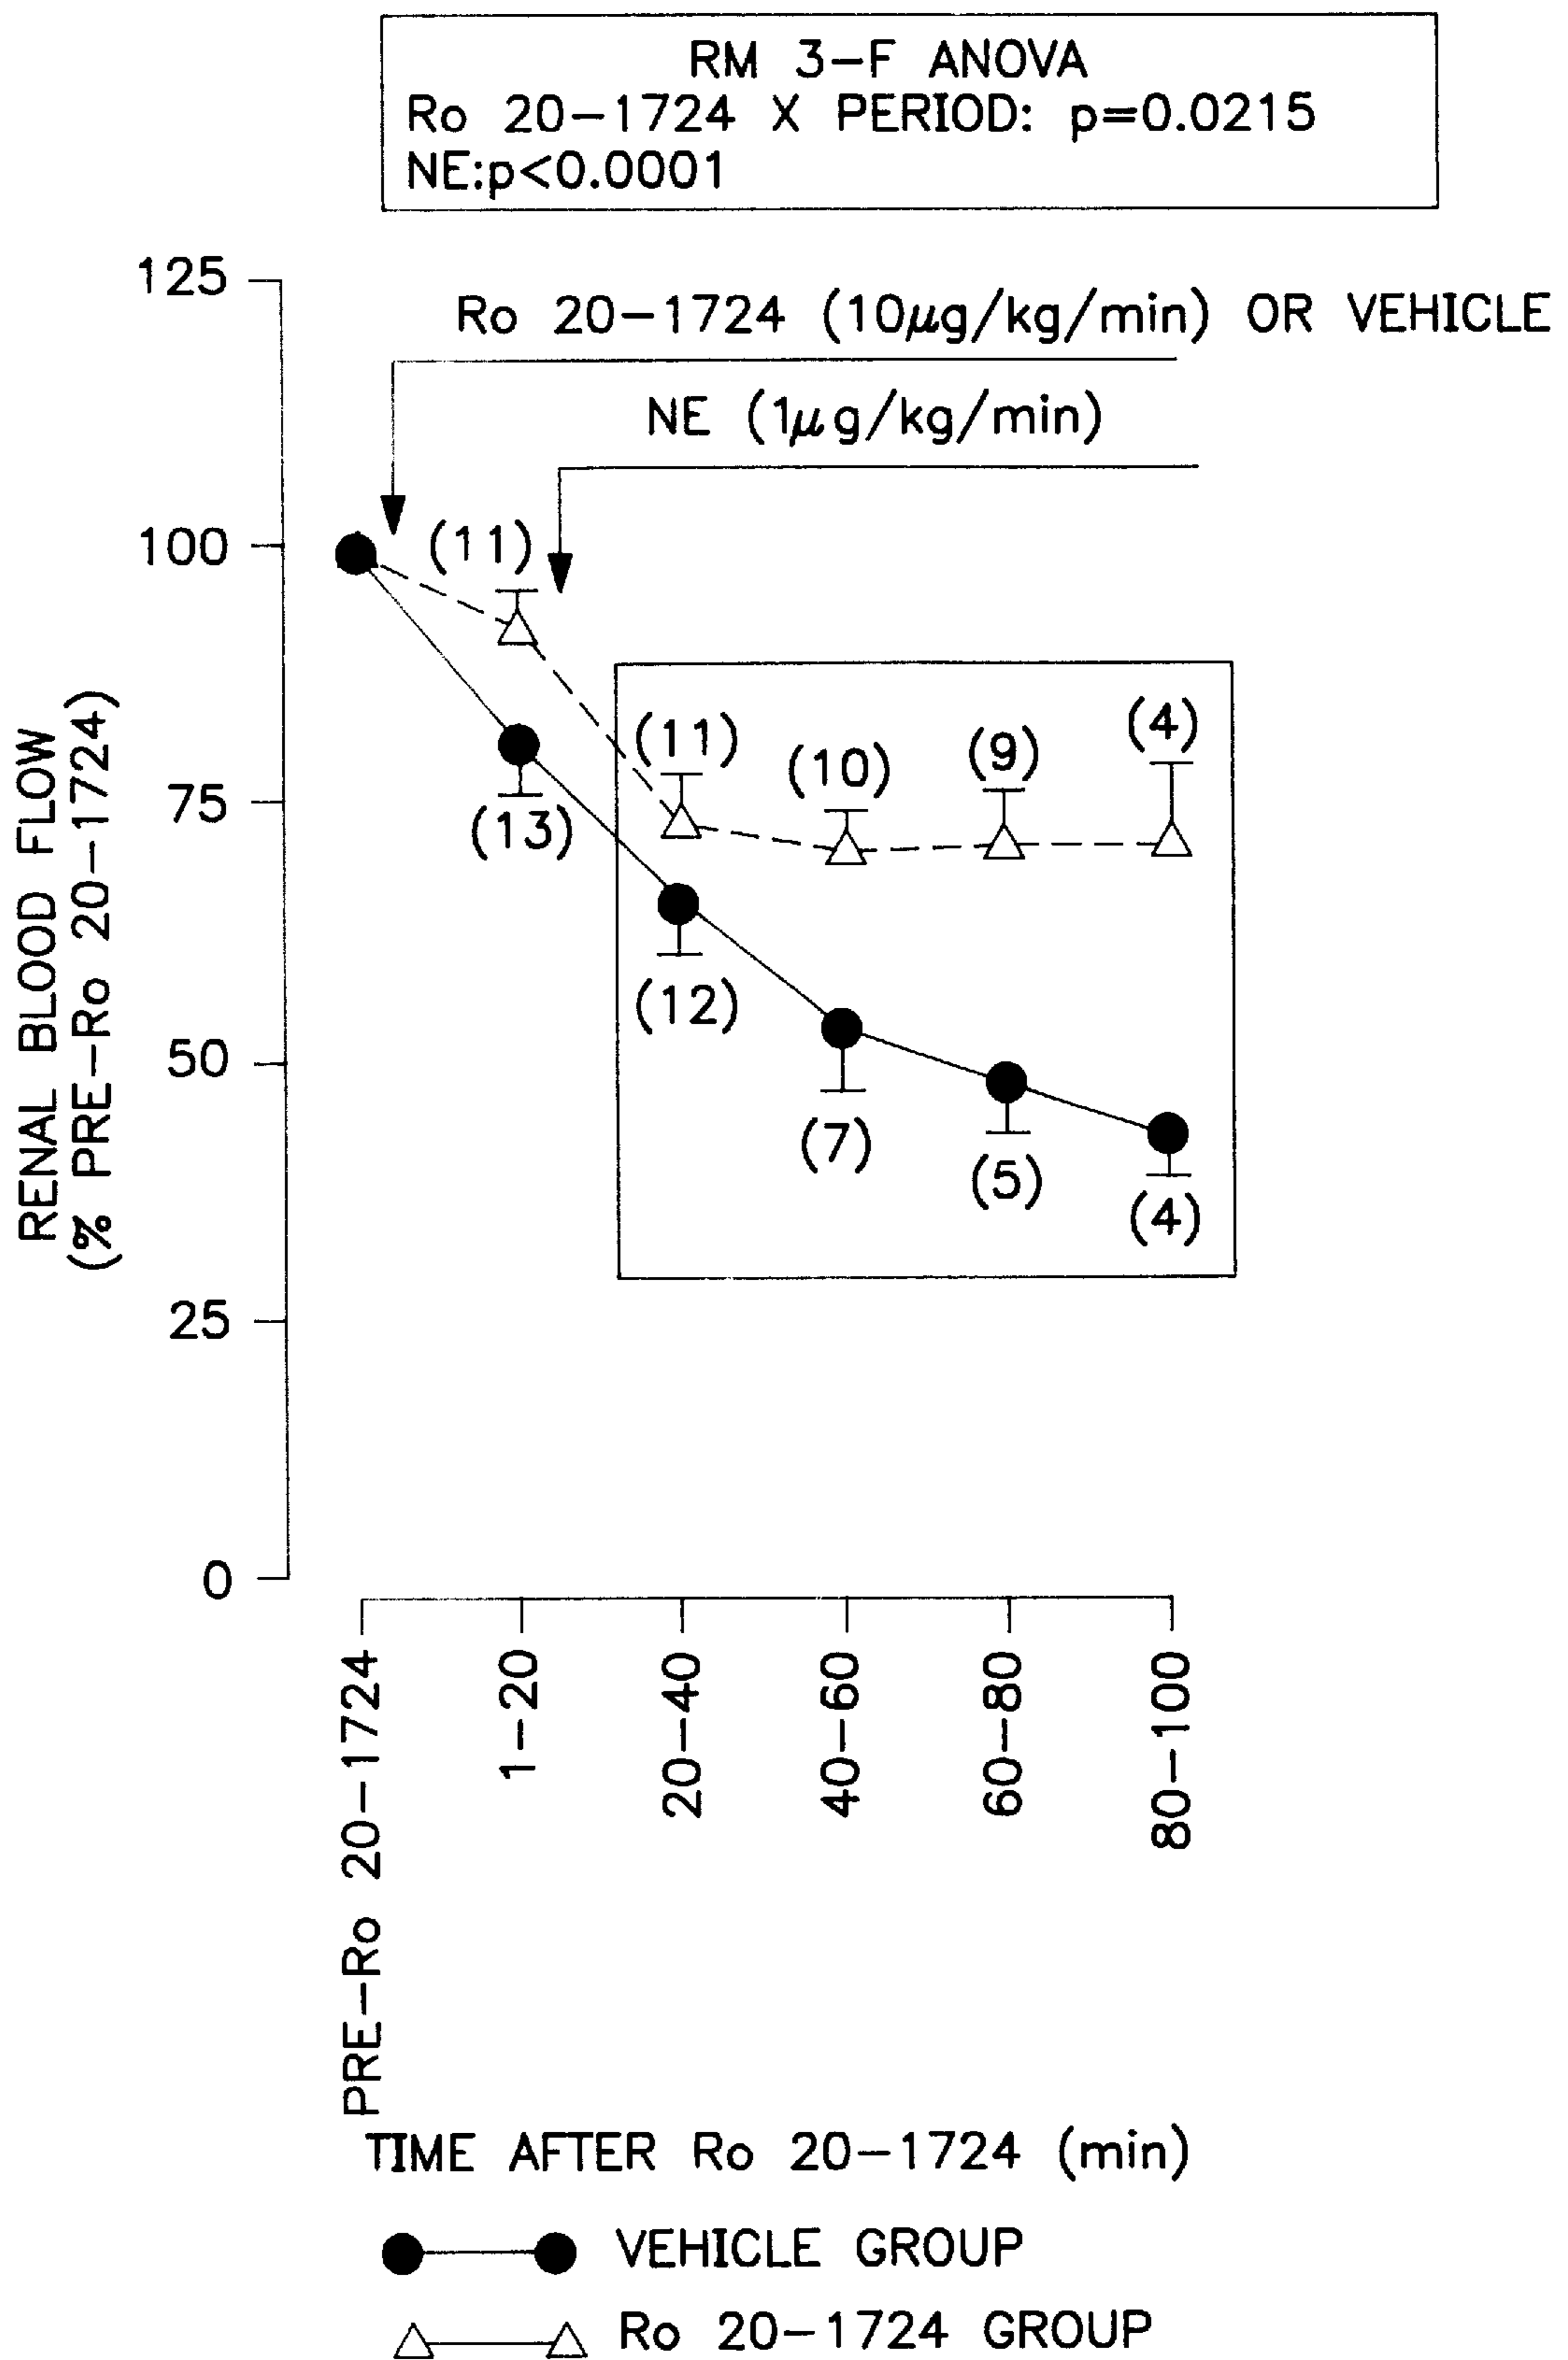 RM 3-F ANOVA
Ro 20-1724 X PERIOD: p=0.0215
NE:p<0.0001
125
Ro 20-1724 (10μg/kg/min) OR VEHICLE
NE (1μg/kg/min)
100
(11)
(11)
(10)
(9)
(4)
75
(13)
(12)
50
(7)
(5)
(4)
25
0
RENAL BLOOD FLOW
(% PRE-Ro 20-1724)
PRE-Ro 20-1724
1-20
20-40
40-60
60-80
80-100
TIME AFTER Ro 20-1724 (min)
VEHICLE GROUP
Ro 20-1724 GROUP